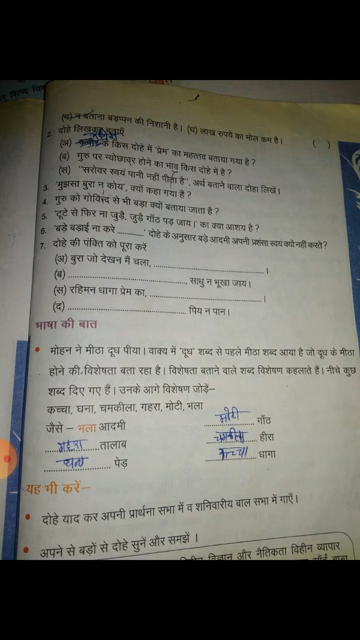 (घ) न बताना बड़प्पन की निशानी है। (घ) लाख रुपये का मोल कम है। ( )
2. दोहे लिखकर बताएँ
(अ) के किस दोहे में 'प्रेम' का महत्तव बताया गया है?
(ब) गुरु पर न्योछावर होने का भाव किस दोहे में है?
(स) "सरोवर स्वयं पानी नहीं पीता है", अर्थ बताने वाला दोहा लिखें।
3. 'मुझसा बुरा न कोय', क्यों कहा गया है?
4. गुरु को गोविन्द से भी बड़ा क्यों बताया जाता है?
5. 'टूटे से फिर ना जुड़े, जुड़े गाँठ पड़ जाय।' का क्या आशय है?
6. 'बड़े बड़ाई ना करे ............' दोहे के अनुसार बड़े आदमी अपनी प्रशंसा स्वयं क्यों नहीं करते?
7. दोहे की पंक्ति को पूरा करें
(अ) बुरा जो देखन मैं चला, ............ ।
(ब) ............ साधु न भूखा जाय।
(स) रहिमन धागा प्रेम का, ............ ।
(द) ............ पिय न पान।
भाषा की बात
• मोहन ने मीठा दूध पीया। वाक्य में 'दूध' शब्द से पहले मीठा शब्द आया है जो दूध के मीठा
होने की विशेषता बता रहा है। विशेषता बताने वाले शब्द विशेषण कहलाते हैं। नीचे कुछ
शब्द दिए गए हैं। उनके आगे विशेषण जोड़ें–
कच्चा, घना, चमकीला, गहरा, मोटी, भला
जैसे – भला आदमी मोटी गाँठ
गहरा तालाब चमकीला हीरा
घना पेड़ कच्चा धागा
यह भी करें–
• दोहे याद कर अपनी प्रार्थना सभा में व शनिवारीय बाल सभा में गाएँ।
• अपने से बड़ों से दोहे सुनें और समझें ।
विज्ञान और नैतिकता विहीन व्यापार